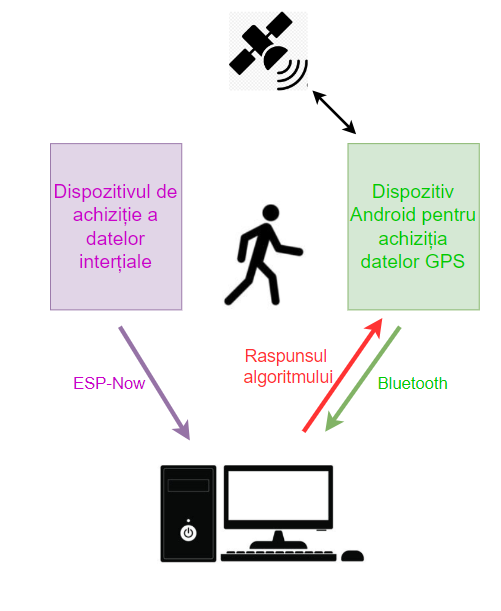 Dispozitivul de
achiziție a
datelor
interțiale
Dispozitiv
Android pentru
achiziția
datelor GPS
Raspunsul
algoritmului
ESP-Now
Bluetooth